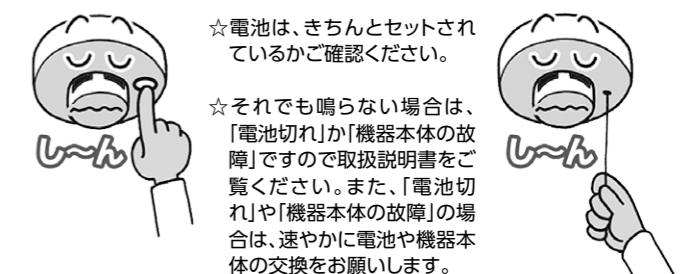 ☆電池は、きちんとセットされ
ているかご確認ください。
☆それでも鳴らない場合は、
「電池切れ」か「機器本体の故
障」ですので取扱説明書をご
覧ください。また、「電池切
れ」や「機器本体の故障」の場
合は、速やかに電池や機器本
体の交換をお願いします。
し～ん
し～ん